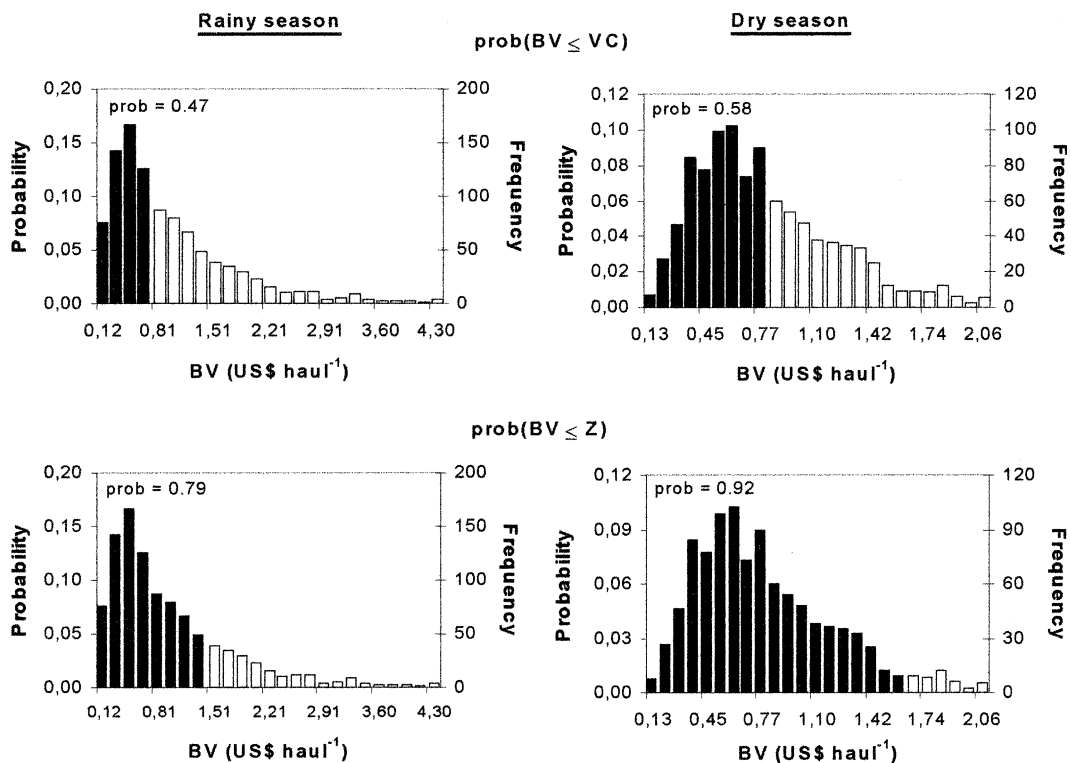 Rainy season
Dry season
prob(BV ≤ VC)
prob = 0.47
0,20
0,15
0,10
0,05
0,00
Probability
200
150
100
50
0
Frequency
0,12 0,81 1,51 2,21 2,91 3,60 4,30
BV (US$ haul⁻¹)
prob = 0.58
0,12
0,10
0,08
0,06
0,04
0,02
0,00
Probability
120
100
80
60
40
20
0
Frequency
0,13 0,45 0,77 1,10 1,42 1,74 2,06
BV (US$ haul⁻¹)
prob(BV ≤ Z)
prob = 0.79
0,20
0,15
0,10
0,05
0,00
Probability
200
150
100
50
0
Frequency
0,12 0,81 1,51 2,21 2,91 3,60 4,30
BV (US$ haul⁻¹)
prob = 0.92
0,12
0,09
0,06
0,03
0,00
Probability
120
90
60
30
0
Frequency
0,13 0,45 0,77 1,10 1,42 1,74 2,06
BV (US$ haul⁻¹)